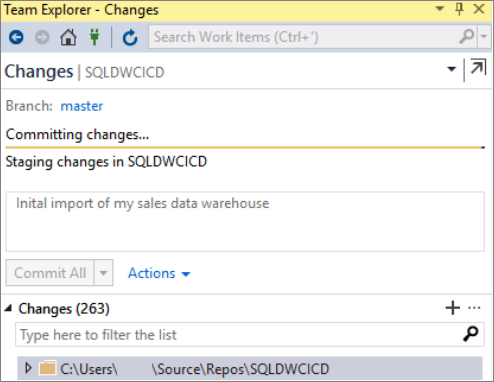 Team Explorer - Changes
Search Work Items (Ctrl+')
Changes | SQLDWCICD
Branch: master
Committing changes...
Staging changes in SQLDWCICD
Inital import of my sales data warehouse
Commit All Actions
Changes (263)
Type here to filter the list
C:\Users\ \Source\Repos\SQLDWCICD